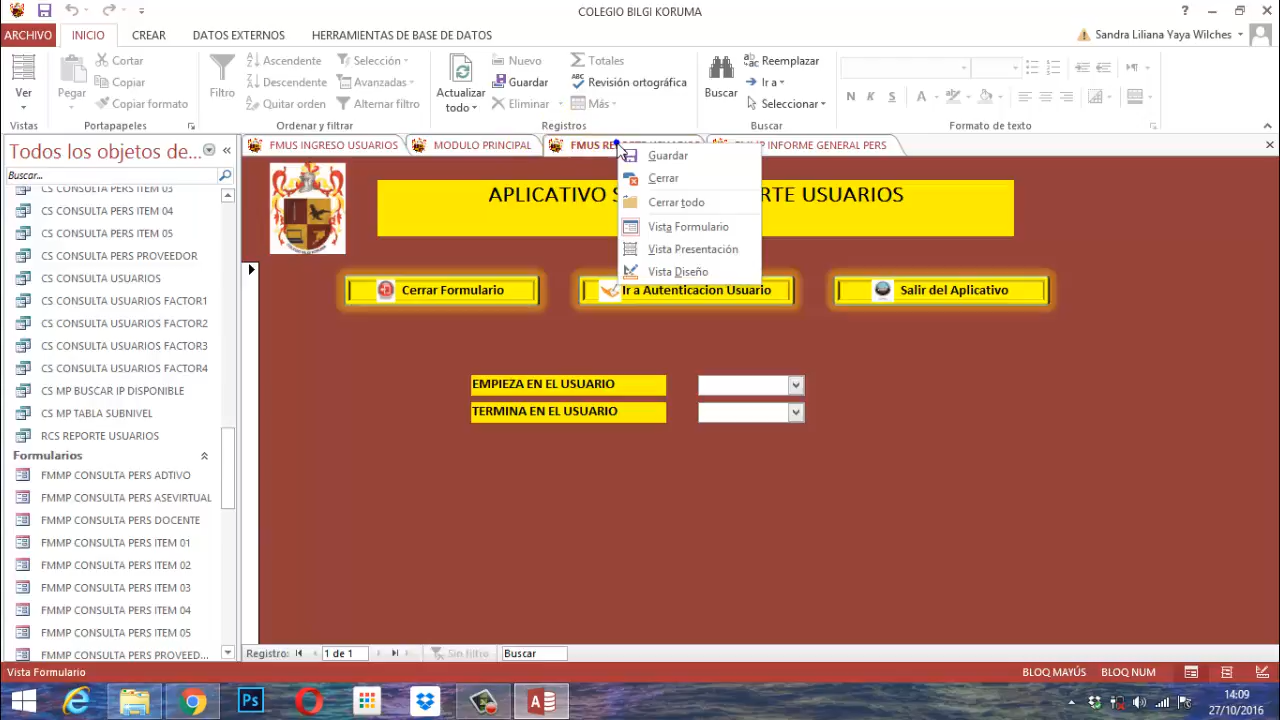 COLEGIO BILGI KORUMA
ARCHIVO INICIO CREAR DATOS EXTERNOS HERRAMIENTAS DE BASE DE DATOS
Sandra Liliana Yaya Wilches
Ver
Vistas
Pegar
Cortar
Copiar
Copiar formato
Portapapeles
Filtro
Ascendente
Descendente
Quitar orden
Selección
Avanzadas
Alternar filtro
Ordenar y filtrar
Actualizar
todo
Nuevo
Guardar
Eliminar
Totales
Revisión ortográfica
Más
Registros
Buscar
Reemplazar
Ir a
Seleccionar
Buscar
N K S
A
Formato de texto
Todos los objetos de...
Buscar...
CS CONSULTA PERS ITEM 03
CS CONSULTA PERS ITEM 04
CS CONSULTA PERS ITEM 05
CS CONSULTA PERS PROVEEDOR
CS CONSULTA USUARIOS
CS CONSULTA USUARIOS FACTOR1
CS CONSULTA USUARIOS FACTOR2
CS CONSULTA USUARIOS FACTOR3
CS CONSULTA USUARIOS FACTOR4
CS MP BUSCAR IP DISPONIBLE
CS MP TABLA SUBNIVEL
RCS REPORTE USUARIOS
Formularios
FMMP CONSULTA PERS ADTIVO
FMMP CONSULTA PERS ASEVIRTUAL
FMMP CONSULTA PERS DOCENTE
FMMP CONSULTA PERS ITEM 01
FMMP CONSULTA PERS ITEM 02
FMMP CONSULTA PERS ITEM 03
FMMP CONSULTA PERS ITEM 04
FMMP CONSULTA PERS ITEM 05
FMMP CONSULTA PERS PROVEED...
FMUS INGRESO USUARIOS MODULO PRINCIPAL FMUS REPORTE USUARIOS INFORME GENERAL PERS
APLICATIVO RTE USUARIOS
Guardar
Cerrar
Cerrar todo
Vista Formulario
Vista Presentación
Vista Diseño
Cerrar Formulario Ir a Autenticacion Usuario Salir del Aplicativo
EMPIEZA EN EL USUARIO
TERMINA EN EL USUARIO
Registro: 1 de 1 Sin filtro Buscar
Vista Formulario BLOQ MAYÚS BLOQ NUM
Ps
14:09
27/10/2016